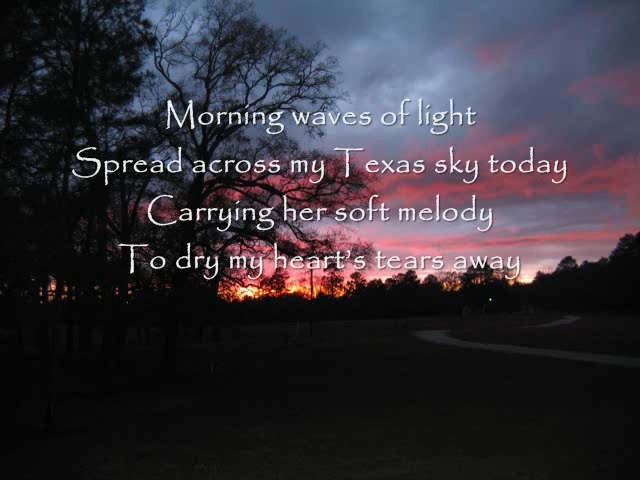 Morning waves of light
Spread across my Texas sky today
Carrying her soft melody
To dry my heart's tears away